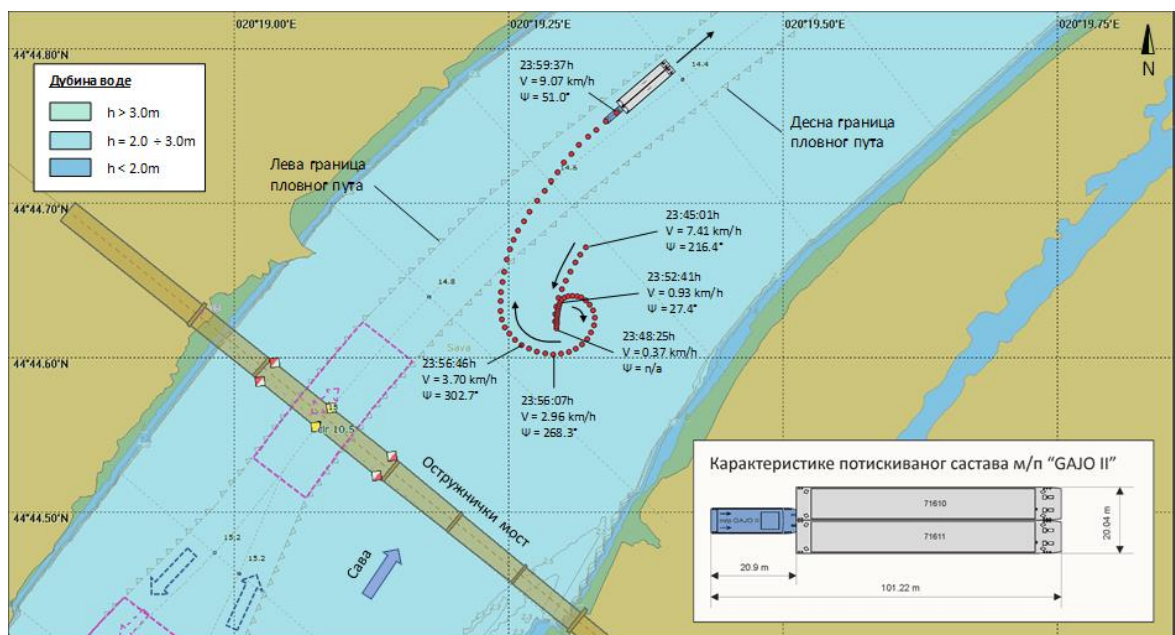 020°19.00'E
020°19.25'E
020°19.50'E
020°19.75'E
44°44.80'N
44°44.70'N
44°44.60'N
44°44.50'N
N
Дубина воде
h > 3.0m
h = 2.0 ÷ 3.0m
h < 2.0m
23:59:37h
V = 9.07 km/h
Ψ = 51.0°
14.4
Десна граница
пловног пута
Лева граница
пловног пута
14.6
23:45:01h
V = 7.41 km/h
Ψ = 216.4°
23:52:41h
V = 0.93 km/h
Ψ = 27.4°
14.8
23:48:25h
V = 0.37 km/h
Ψ = n/a
Sava
23:56:46h
V = 3.70 km/h
Ψ = 302.7°
23:56:07h
V = 2.96 km/h
Ψ = 268.3°
10.5
Остружнички мост
Сава
15.2
15.2
Карактеристике потискиваног састава м/п "GAJO II"
71610
GAJO II
71611
20.04 m
20.9 m
101.22 m